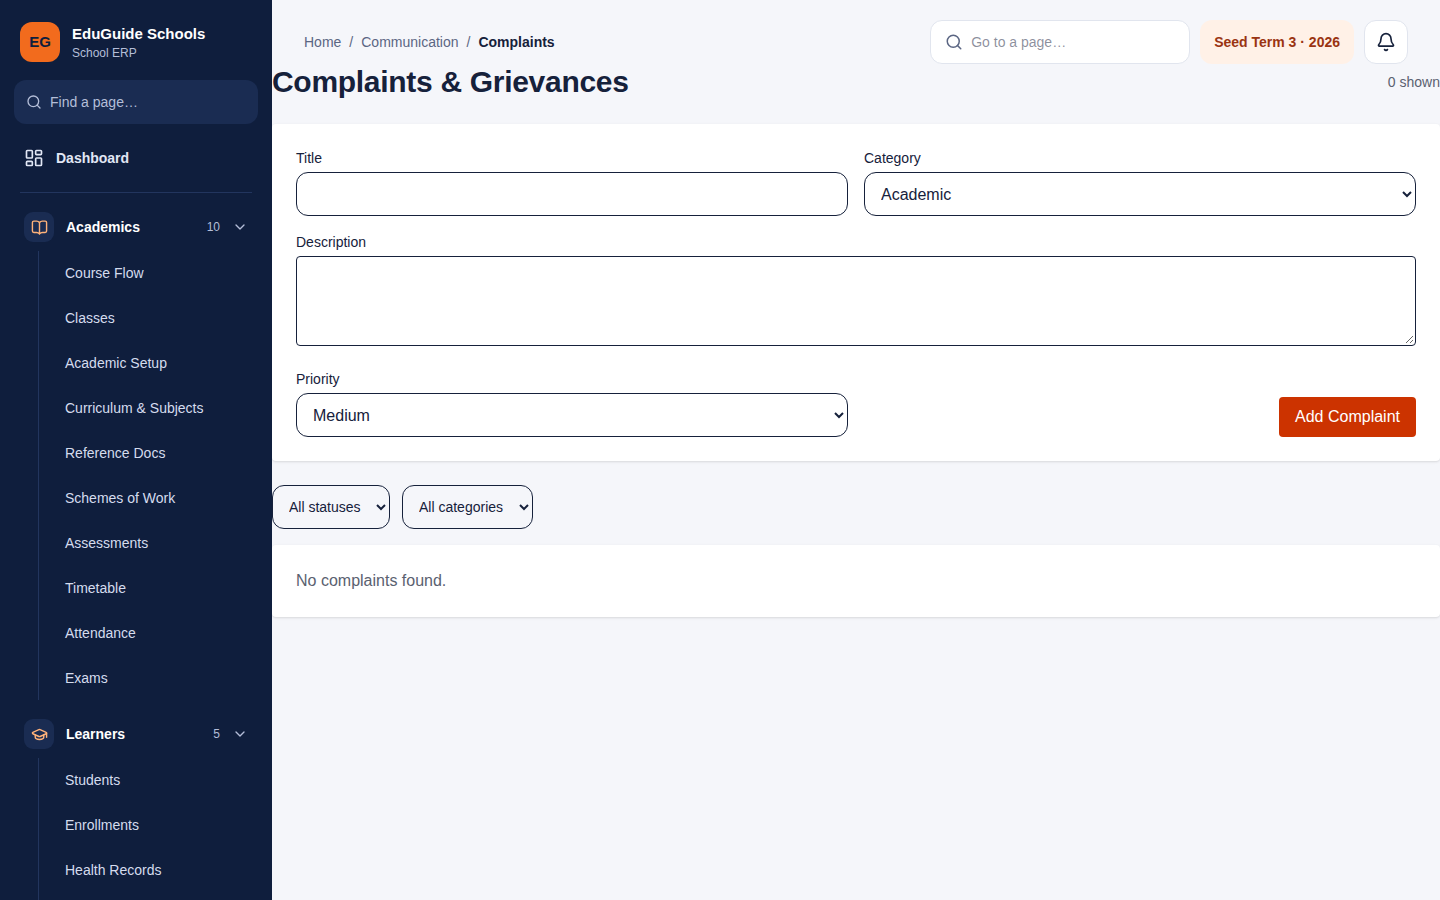 EG
EduGuide Schools
School ERP
Find a page…
Dashboard
Academics 10
Course Flow
Classes
Academic Setup
Curriculum & Subjects
Reference Docs
Schemes of Work
Assessments
Timetable
Attendance
Exams
Learners 5
Students
Enrollments
Health Records
Home / Communication / Complaints
Go to a page…
Seed Term 3 · 2026
Complaints & Grievances
0 shown
Title
Category
Academic
Description
Priority
Medium
Add Complaint
All statuses
All categories
No complaints found.